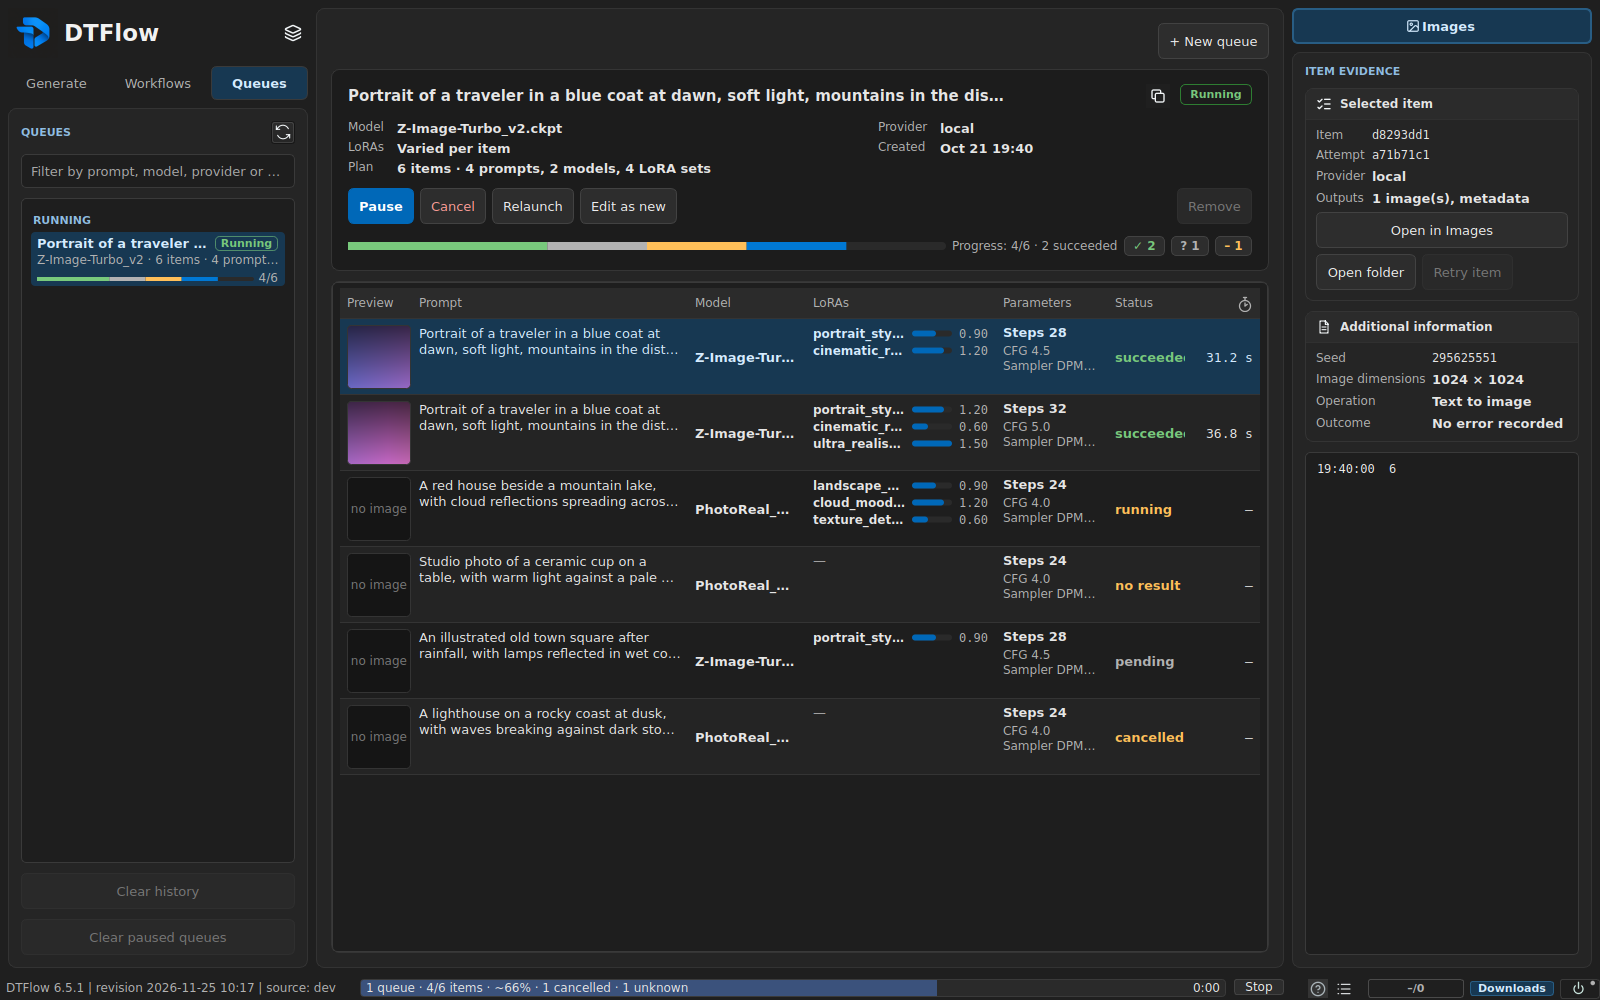 DTFlow
Generate
Workflows
Queues
QUEUES
Filter by prompt, model, provider or ...
RUNNING
Portrait of a traveler ...
Running
Z-Image-Turbo_v2 · 6 items · 4 prompt...
4/6
Clear history
Clear paused queues
+ New queue
Portrait of a traveler in a blue coat at dawn, soft light, mountains in the dis...
Running
Model Z-Image-Turbo_v2.ckpt
Provider local
LoRAs Varied per item
Created Oct 21 19:40
Plan 6 items · 4 prompts, 2 models, 4 LoRA sets
Pause
Cancel
Relaunch
Edit as new
Remove
Progress: 4/6 · 2 succeeded
✓ 2
? 1
– 1
Preview Prompt Model LoRAs Parameters Status
Portrait of a traveler in a blue coat at
dawn, soft light, mountains in the dist...
Z-Image-Tur...
portrait_sty... 0.90
cinematic_r... 1.20
Steps 28
CFG 4.5
Sampler DPM...
succeede
31.2 s
Portrait of a traveler in a blue coat at
dawn, soft light, mountains in the dist...
Z-Image-Tur...
portrait_sty... 1.20
cinematic_r... 0.60
ultra_realis... 1.50
Steps 32
CFG 5.0
Sampler DPM...
succeede
36.8 s
no image
A red house beside a mountain lake,
with cloud reflections spreading acros...
PhotoReal_...
landscape_... 0.90
cloud_mood... 1.20
texture_det... 0.60
Steps 24
CFG 4.0
Sampler DPM...
running
–
no image
Studio photo of a ceramic cup on a
table, with warm light against a pale ...
PhotoReal_...
—
Steps 24
CFG 4.0
Sampler DPM...
no result
–
no image
An illustrated old town square after
rainfall, with lamps reflected in wet co...
Z-Image-Tur...
portrait_sty... 0.90
Steps 28
CFG 4.5
Sampler DPM...
pending
–
no image
A lighthouse on a rocky coast at dusk,
with waves breaking against dark sto...
PhotoReal_...
—
Steps 24
CFG 4.0
Sampler DPM...
cancelled
–
Images
ITEM EVIDENCE
Selected item
Item d8293dd1
Attempt a71b71c1
Provider local
Outputs 1 image(s), metadata
Open in Images
Open folder
Retry item
Additional information
Seed 295625551
Image dimensions 1024 × 1024
Operation Text to image
Outcome No error recorded
19:40:00 6
DTFlow 6.5.1 | revision 2026-11-25 10:17 | source: dev
1 queue · 4/6 items · ~66% · 1 cancelled · 1 unknown
0:00
Stop
–/0
Downloads